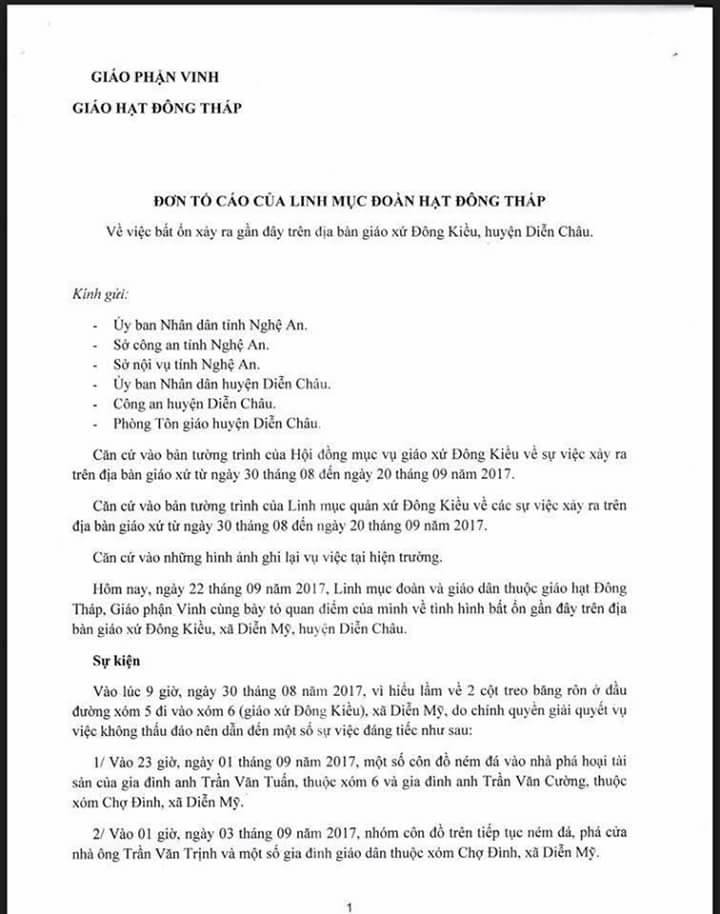 GIÁO PHẬN VINH
GIÁO HẠT ĐÔNG THÁP
ĐƠN TỐ CÁO CỦA LINH MỤC ĐOÀN HẠT ĐÔNG THÁP
Về việc bất ổn xảy ra gần đây trên địa bàn giáo xứ Đông Kiều, huyện Diễn Châu.
Kính gửi:
- Ủy ban Nhân dân tỉnh Nghệ An.
- Sở công an tỉnh Nghệ An.
- Sở nội vụ tỉnh Nghệ An.
- Ủy ban Nhân dân huyện Diễn Châu.
- Công an huyện Diễn Châu.
- Phòng Tôn giáo huyện Diễn Châu.
Căn cứ vào bản tường trình của Hội đồng mục vụ giáo xứ Đông Kiều về sự việc xảy ra
trên địa bàn giáo xứ từ ngày 30 tháng 08 đến ngày 20 tháng 09 năm 2017.
Căn cứ vào bản tường trình của Linh mục quản xứ Đông Kiều về các sự việc xảy ra trên
địa bàn giáo xứ từ ngày 30 tháng 08 đến ngày 20 tháng 09 năm 2017.
Căn cứ vào những hình ảnh ghi lại vụ việc tại hiện trường.
Hôm nay, ngày 22 tháng 09 năm 2017, Linh mục đoàn và giáo dân thuộc giáo hạt Đông
Tháp, Giáo phận Vinh cùng bày tỏ quan điểm của mình về tình hình bất ổn gần đây trên địa
bàn giáo xứ Đông Kiều, xã Diễn Mỹ, huyện Diễn Châu.
Sự kiện
Vào lúc 9 giờ, ngày 30 tháng 08 năm 2017, vì hiểu lầm về 2 cột treo băng rôn ở đầu
đường xóm 5 đi vào xóm 6 (giáo xứ Đông Kiều), xã Diễn Mỹ, do chính quyền giải quyết vụ
việc không thấu đáo nên dẫn đến một số sự việc đáng tiếc như sau:
1/ Vào 23 giờ, ngày 01 tháng 09 năm 2017, một số côn đồ ném đá vào nhà phá hoại tài
sản của gia đình anh Trần Văn Tuấn, thuộc xóm 6 và gia đình anh Trần Văn Cường, thuộc
xóm Chợ Đình, xã Diễn Mỹ.
2/ Vào 01 giờ, ngày 03 tháng 09 năm 2017, nhóm côn đồ trên tiếp tục ném đá, phá cửa
nhà ông Trần Văn Trịnh và một số gia đình giáo dân thuộc xóm Chợ Đình, xã Diễn Mỹ.
1